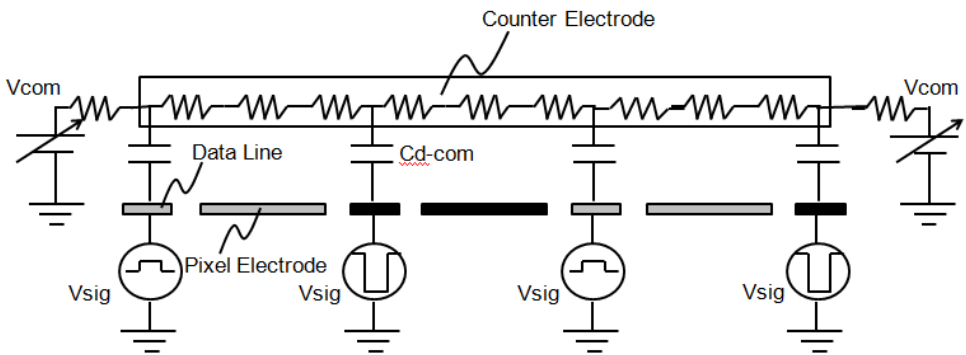 Counter Electrode
Vcom
Vcom
Data Line
Cd-com
Pixel Electrode
Vsig
Vsig
Vsig
Vsig